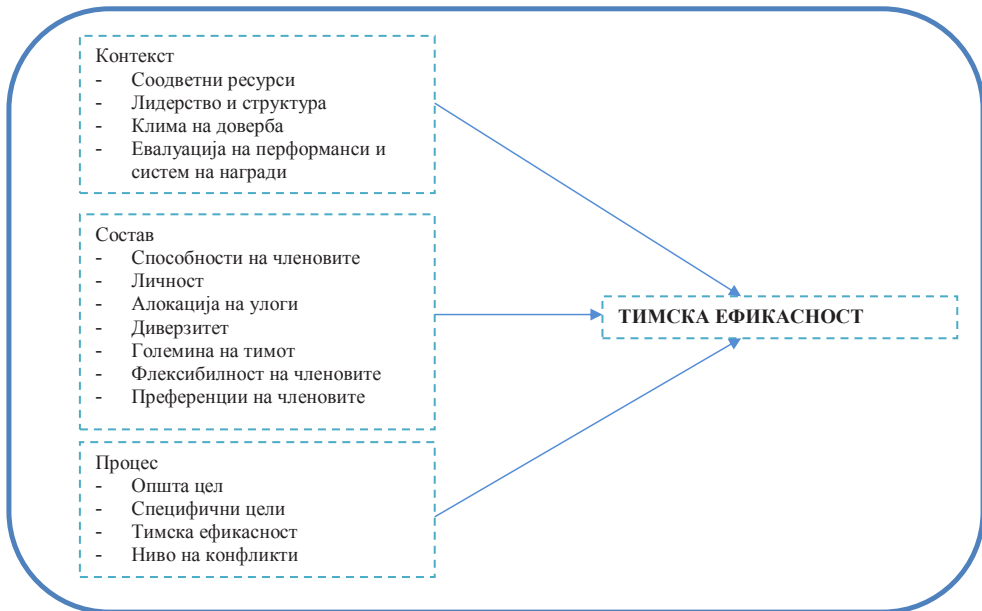 Контекст
- Соодветни ресурси
- Лидерство и структура
- Клима на доверба
- Евалуација на перформанси и
систем на награди
Состав
- Способности на членовите
- Личност
- Алокација на улоги
- Диверзитет
- Големина на тимот
- Флексибилност на членовите
- Преференции на членовите
ТИМСКА ЕФИКАСНОСТ
Процес
- Општа цел
- Специфични цели
- Тимска ефикасност
- Ниво на конфликти